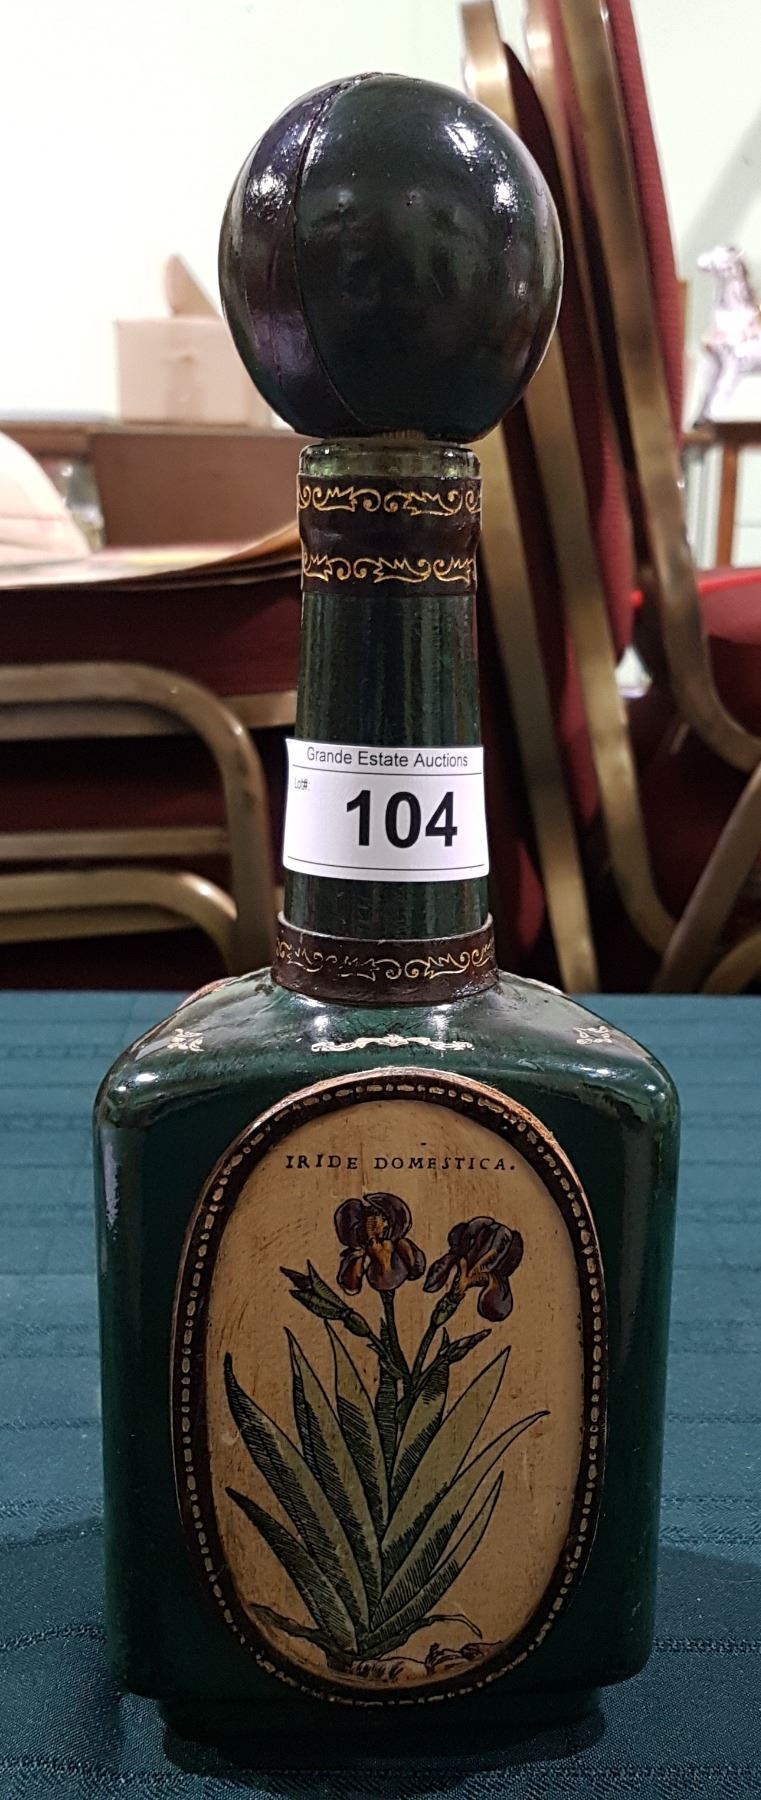 Grande Estate Auctions
Lot#:
104
IRIDE DOMESTICA.